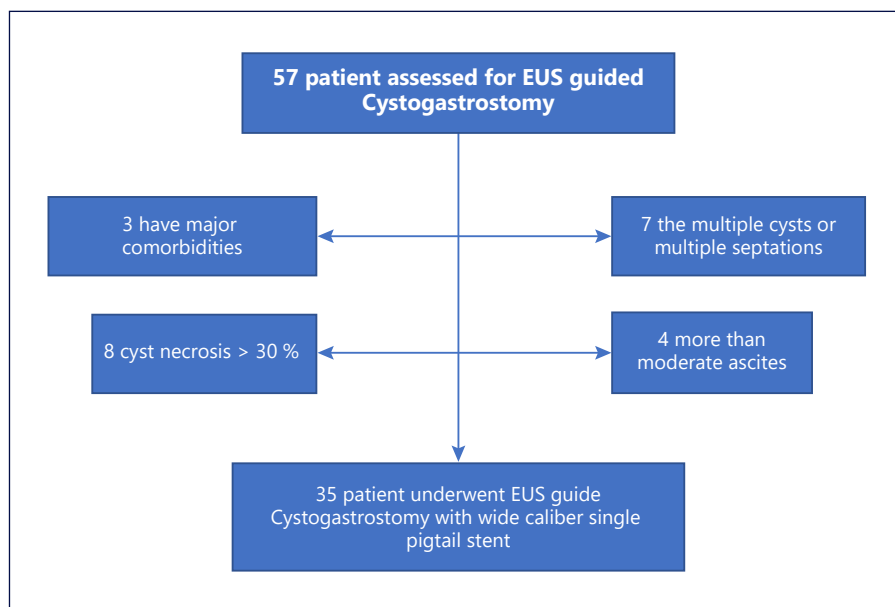 57 patient assessed for EUS guided
Cystogastrostomy
3 have major
comorbidities
7 the multiple cysts or
multiple septations
8 cyst necrosis > 30 %
4 more than
moderate ascites
35 patient underwent EUS guide
Cystogastrostomy with wide caliber single
pigtail stent